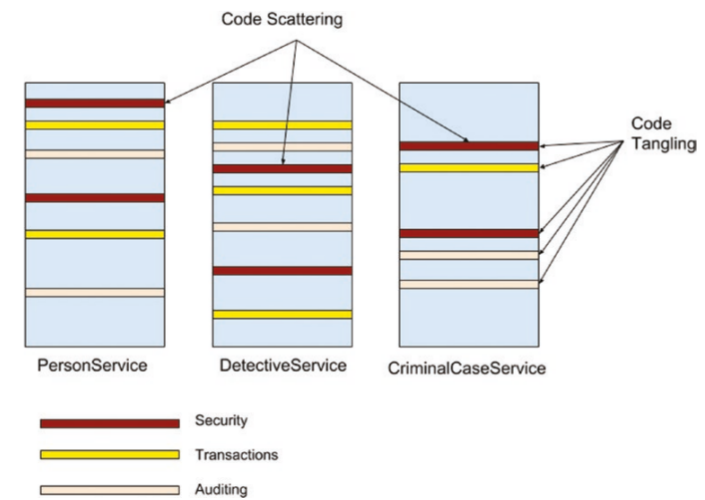 Code Scattering
Code
Tangling
PersonService
DetectiveService
CriminalCaseService
Security
Transactions
Auditing